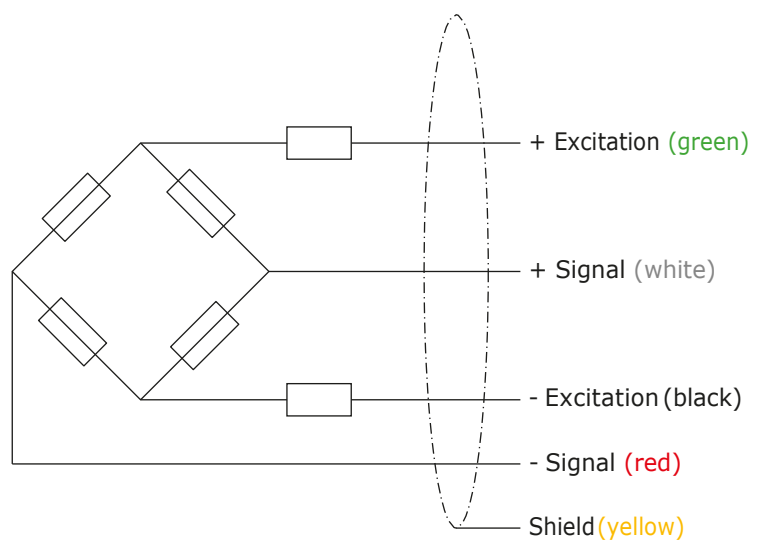 + Excitation (green)
+ Signal (white)
- Excitation (black)
- Signal (red)
Shield (yellow)